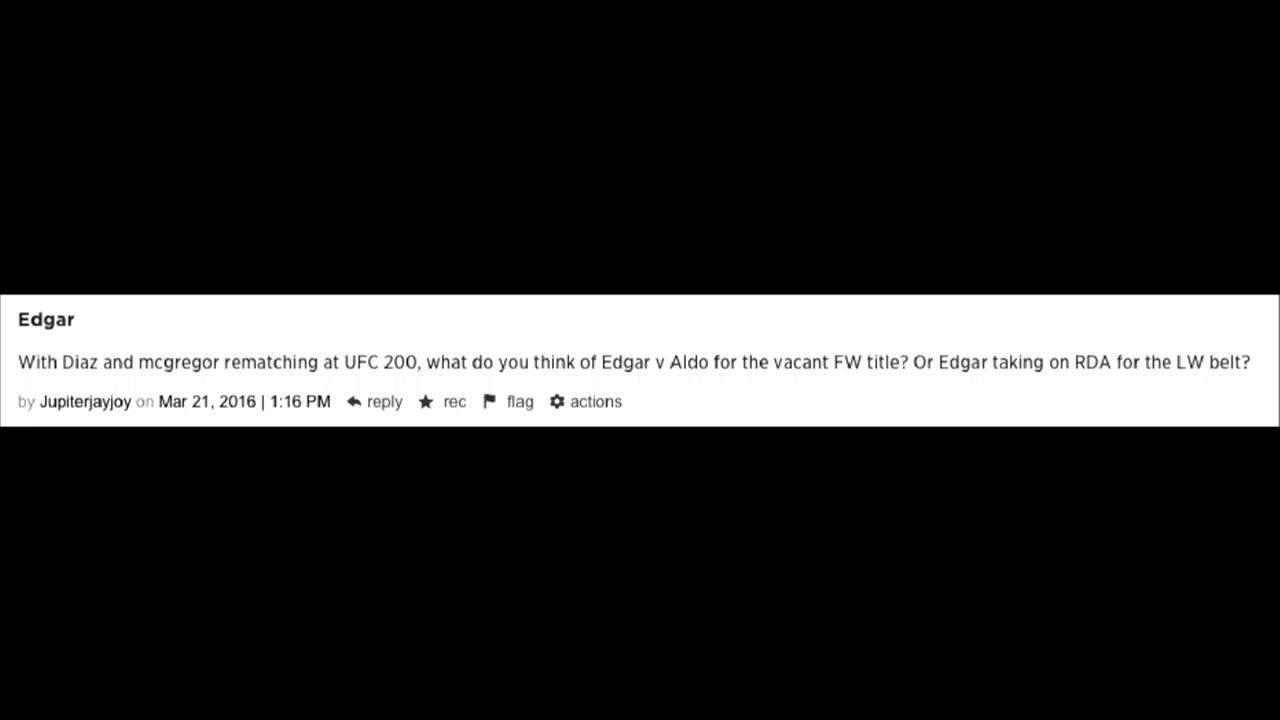 Edgar
With Diaz and mcgregor rematching at UFC 200, what do you think of Edgar v Aldo for the vacant FW title? Or Edgar taking on RDA for the LW belt?
by Jupiterjayjoy on Mar 21, 2016 | 1:16 PM reply rec flag actions